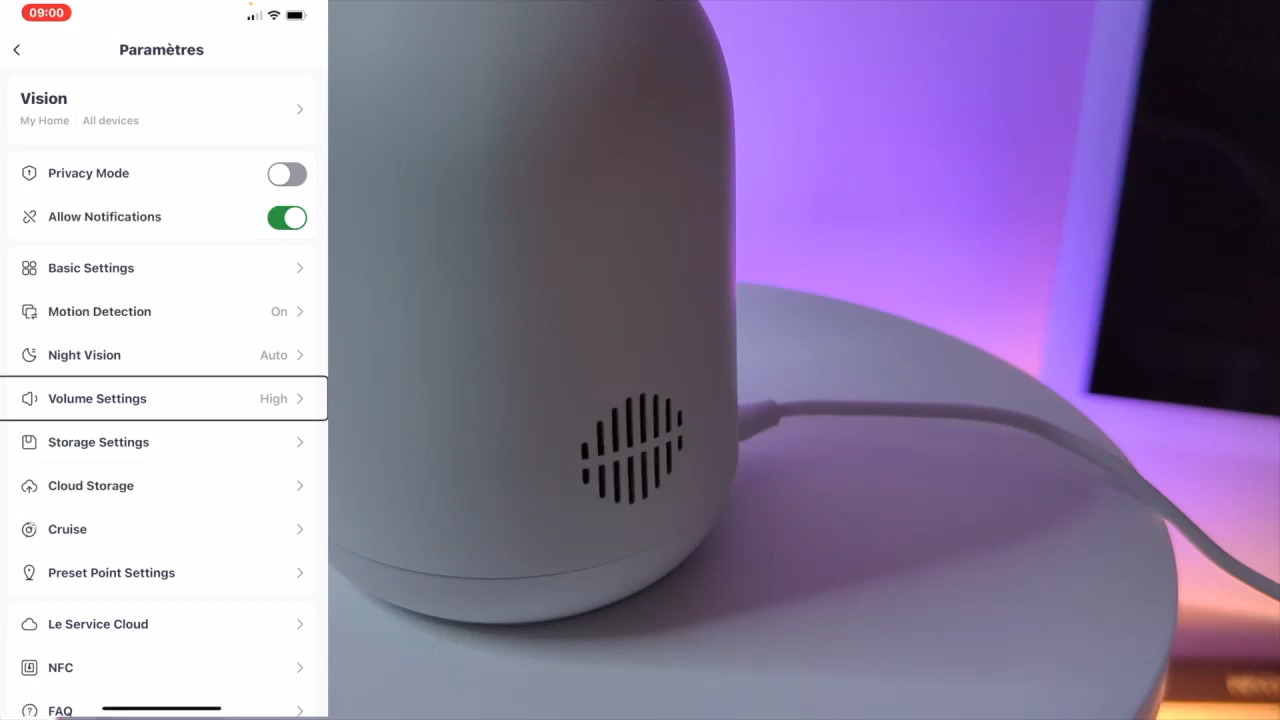 09:00
Paramètres
Vision
My Home All devices
Privacy Mode
Allow Notifications
Basic Settings
Motion Detection On
Night Vision Auto
Volume Settings High
Storage Settings
Cloud Storage
Cruise
Preset Point Settings
Le Service Cloud
NFC
FAQ